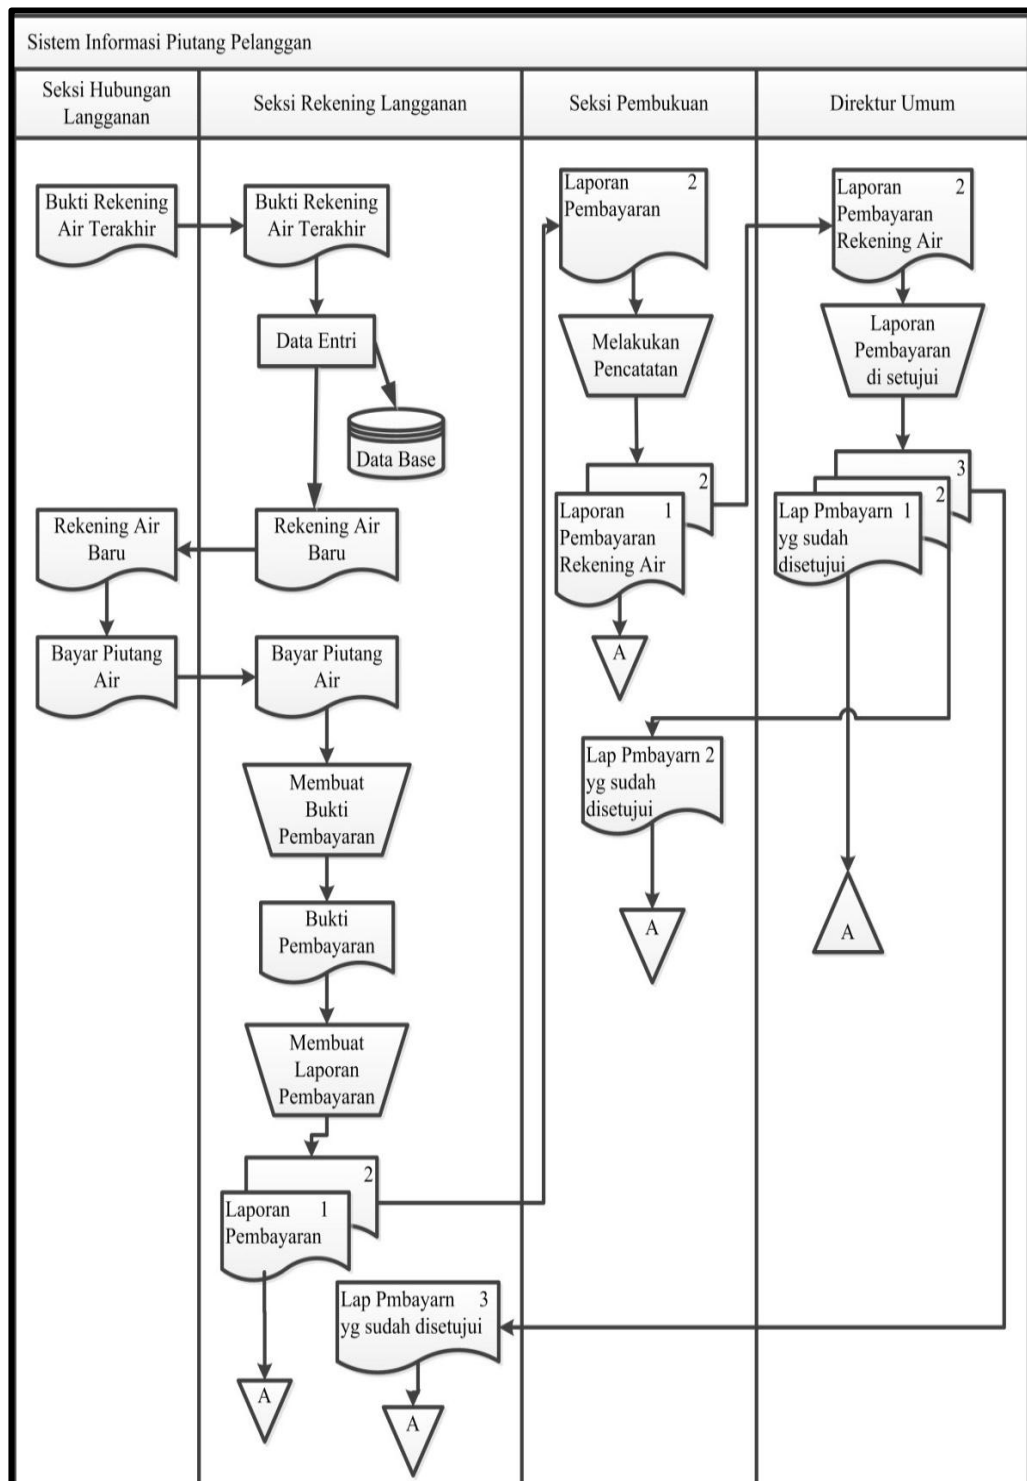 Sistem Informasi Piutang Pelanggan
Seksi Hubungan
Langganan
Seksi Rekening Langganan
Seksi Pembukuan
Direktur Umum
Bukti Rekening
Air Terakhir
Bukti Rekening
Air Terakhir
Data Entri
Data Base
Rekening Air
Baru
Rekening Air
Baru
Bayar Piutang
Air
Bayar Piutang
Air
Membuat
Bukti
Pembayaran
Bukti
Pembayaran
Membuat
Laporan
Pembayaran
2
Laporan 1
Pembayaran
A
Lap Pmbayarn 3
yg sudah disetujui
A
Laporan 2
Pembayaran
Melakukan
Pencatatan
2
Laporan 1
Pembayaran
Rekening Air
A
Lap Pmbayarn 2
yg sudah
disetujui
A
Laporan 2
Pembayaran
Rekening Air
Laporan
Pembayaran
di setujui
3
2
Lap Pmbayarn 1
yg sudah
disetujui
A